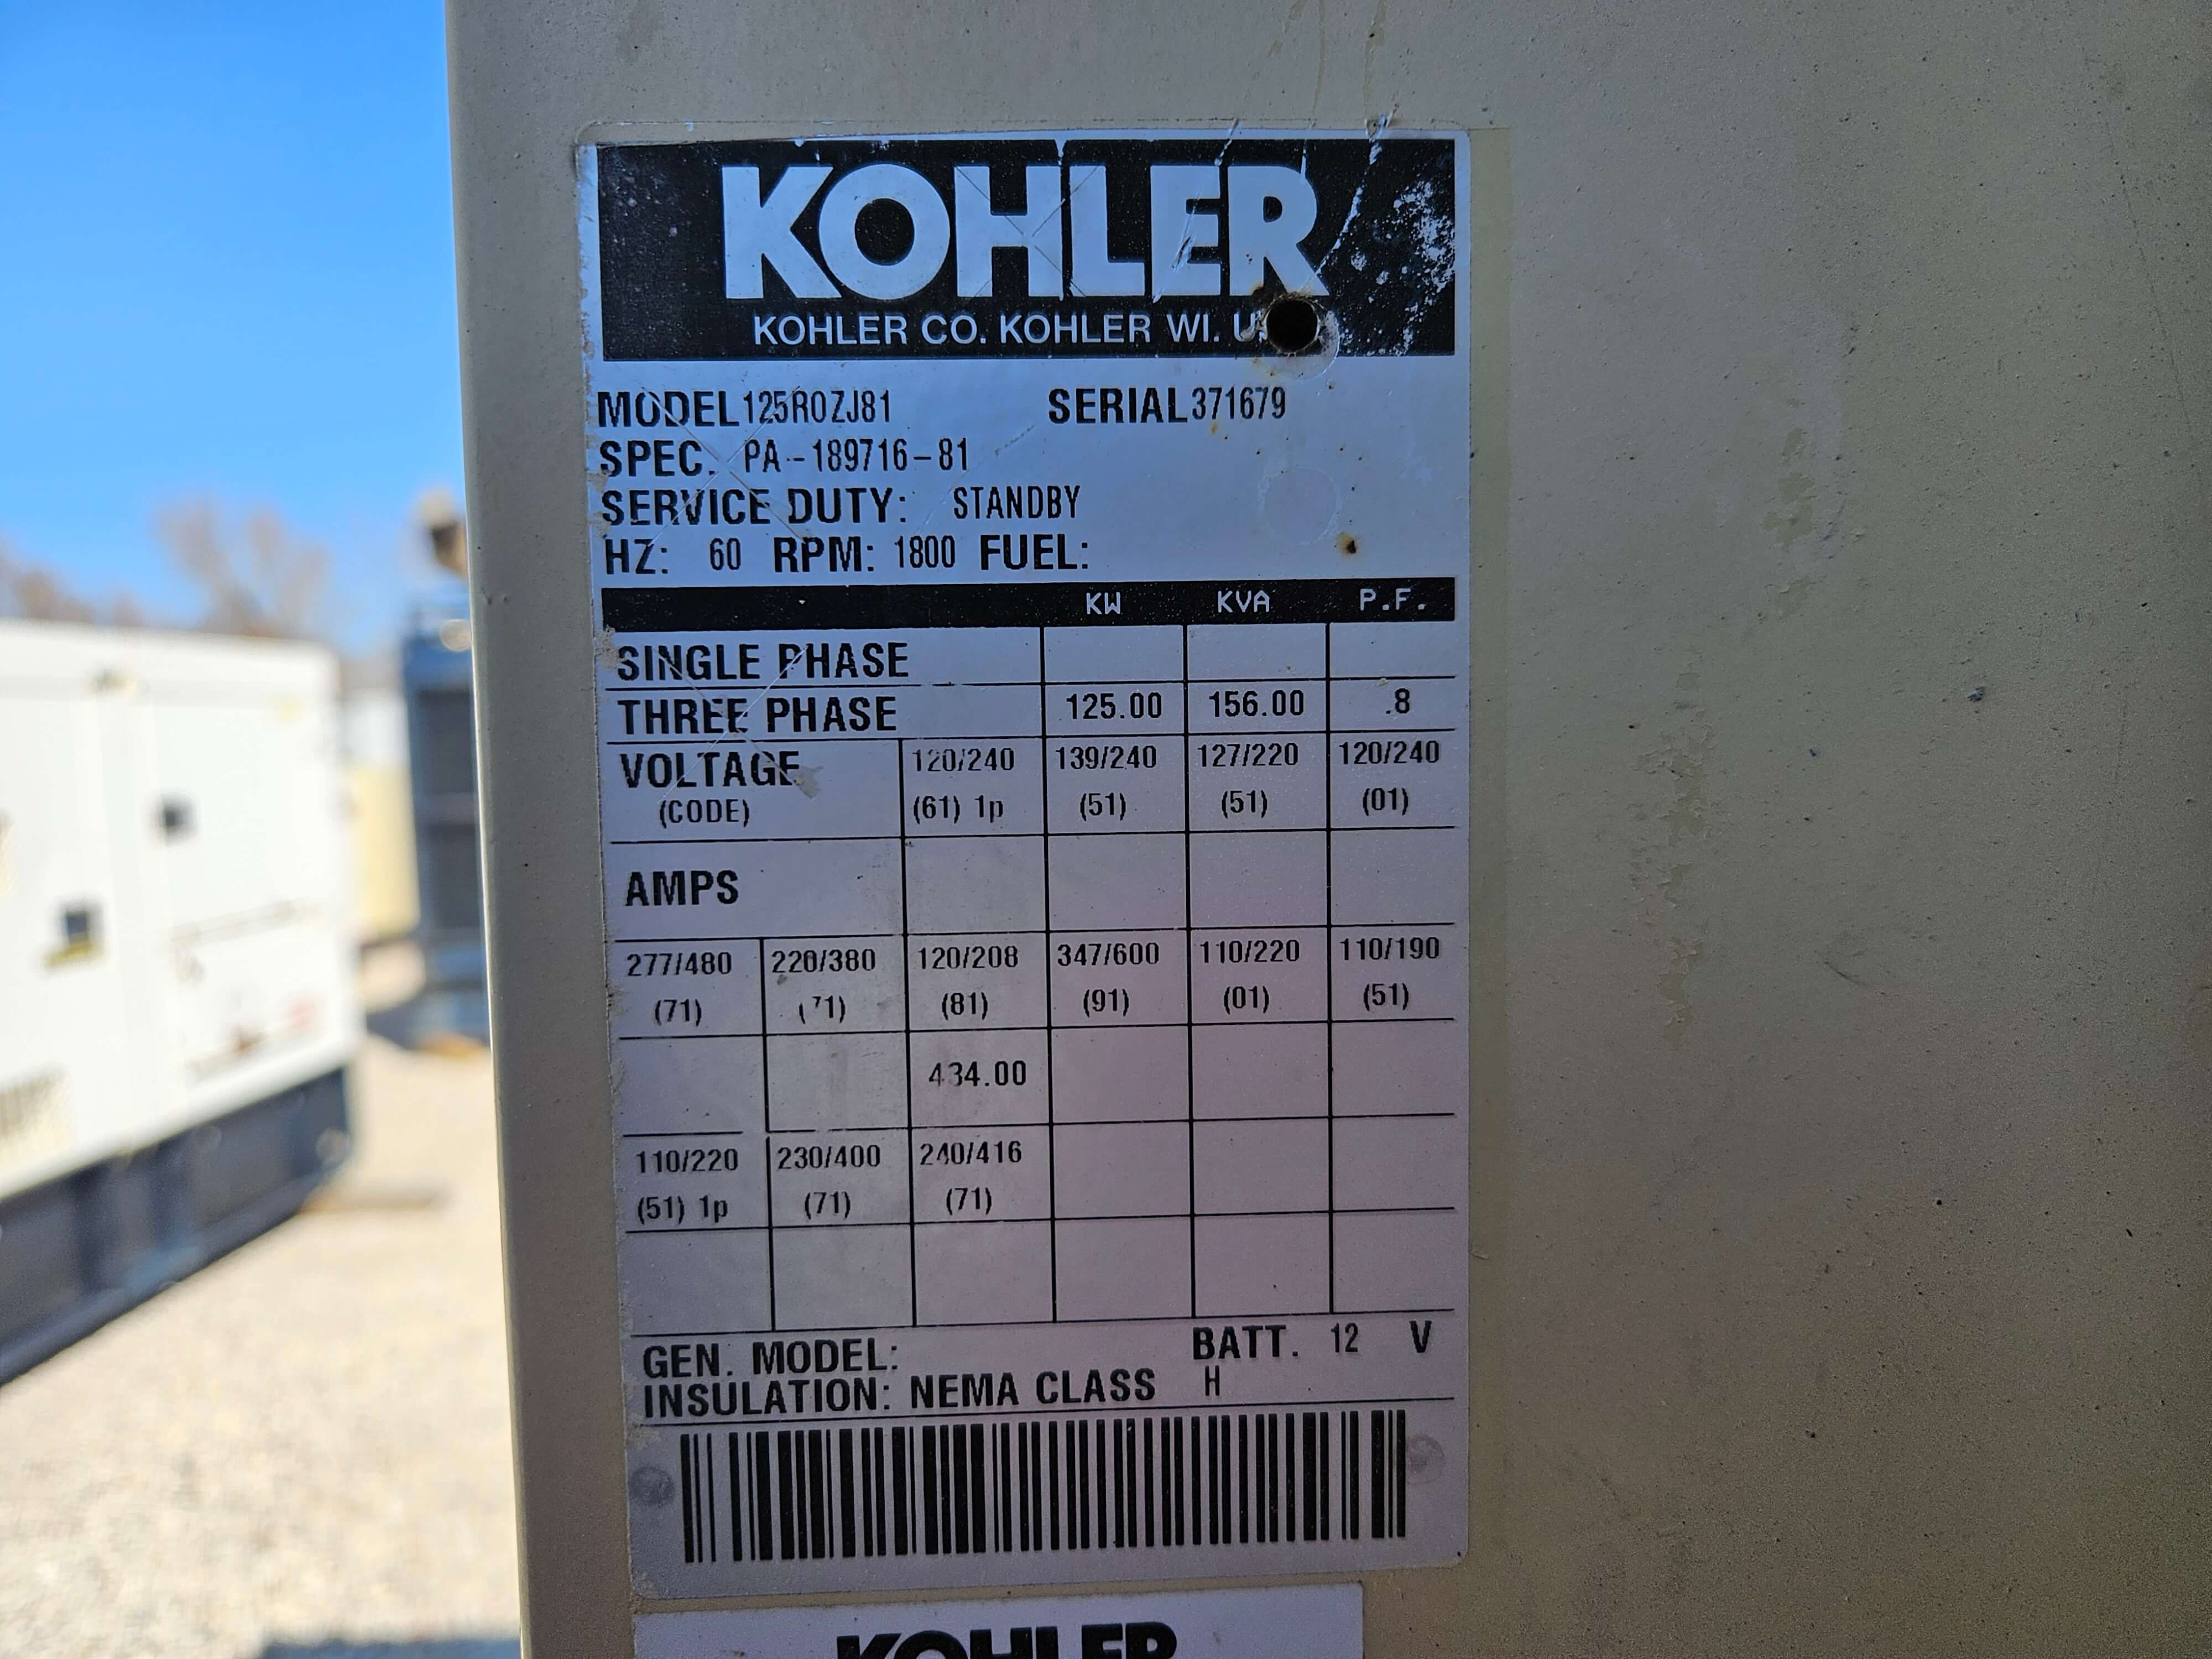 KOHLER
KOHLER CO. KOHLER WI. U.
MODEL 125ROZJ81 SERIAL 371679
SPEC. PA-189716-81
SERVICE DUTY: STANDBY
HZ: 60 RPM: 1800 FUEL:
KW KVA P.F.
SINGLE PHASE
THREE PHASE 125.00 156.00 .8
VOLTAGE 120/240 139/240 127/220 120/240
(CODE) (61) 1p (51) (51) (01)
AMPS
277/480 220/380 120/208 347/600 110/220 110/190
(71) (71) (81) (91) (01) (51)
434.00
110/220 230/400 240/416
(51) 1p (71) (71)
GEN. MODEL: BATT. 12 V
INSULATION: NEMA CLASS H
KOHLER